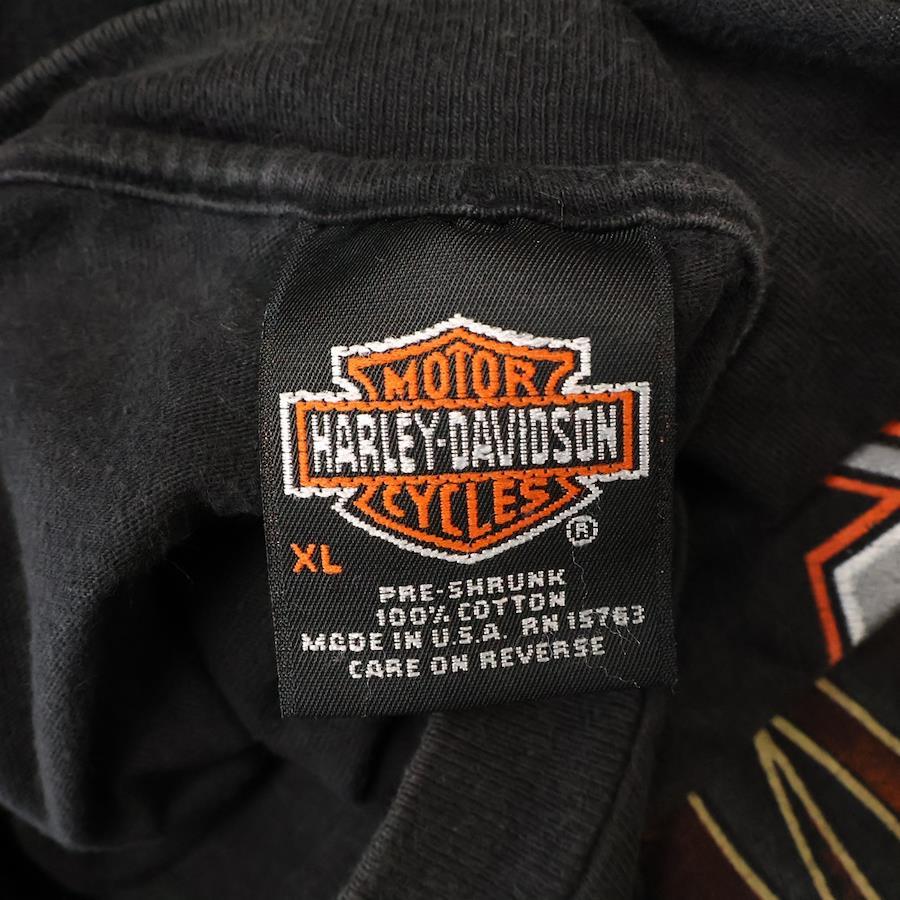 MOTOR
HARLEY-DAVIDSON
CYCLES
®
XL
PRE-SHRUNK
100% COTTON
MADE IN U.S.A. RN 15763
CARE ON REVERSE